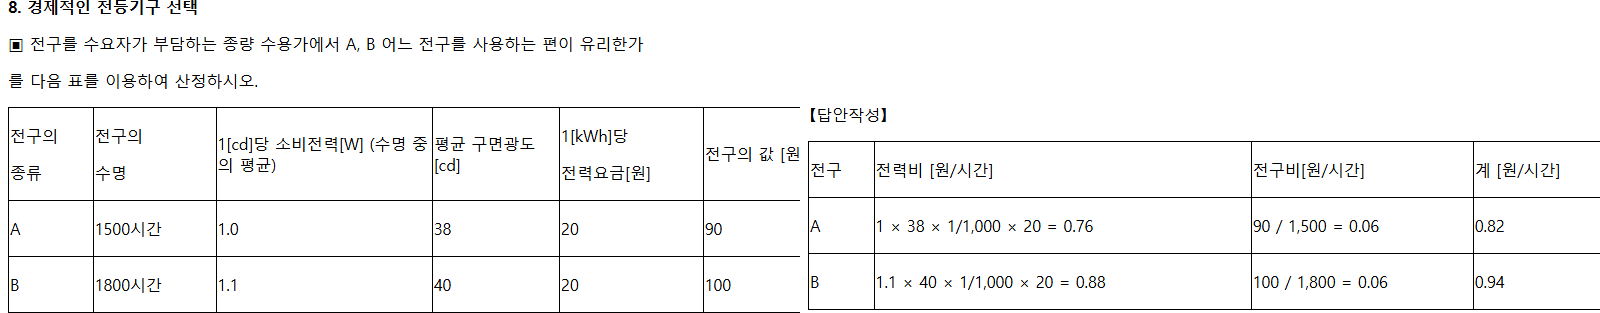 8. 경제적인 전등기구 선택
▣ 전구를 수요자가 부담하는 종량 수용가에서 A, B 어느 전구를 사용하는 편이 유리한가
를 다음 표를 이용하여 산정하시오.
전구의 종류 전구의 수명 1[cd]당 소비전력[W] (수명 중의 평균) 평균 구면광도 [cd] 1[kWh]당 전력요금[원] 전구의 값 [원
A 1500시간 1.0 38 20 90
B 1800시간 1.1 40 20 100
【답안작성】
전구 전력비 [원/시간] 전구비[원/시간] 계 [원/시간]
A 1 × 38 × 1/1,000 × 20 = 0.76 90 / 1,500 = 0.06 0.82
B 1.1 × 40 × 1/1,000 × 20 = 0.88 100 / 1,800 = 0.06 0.94